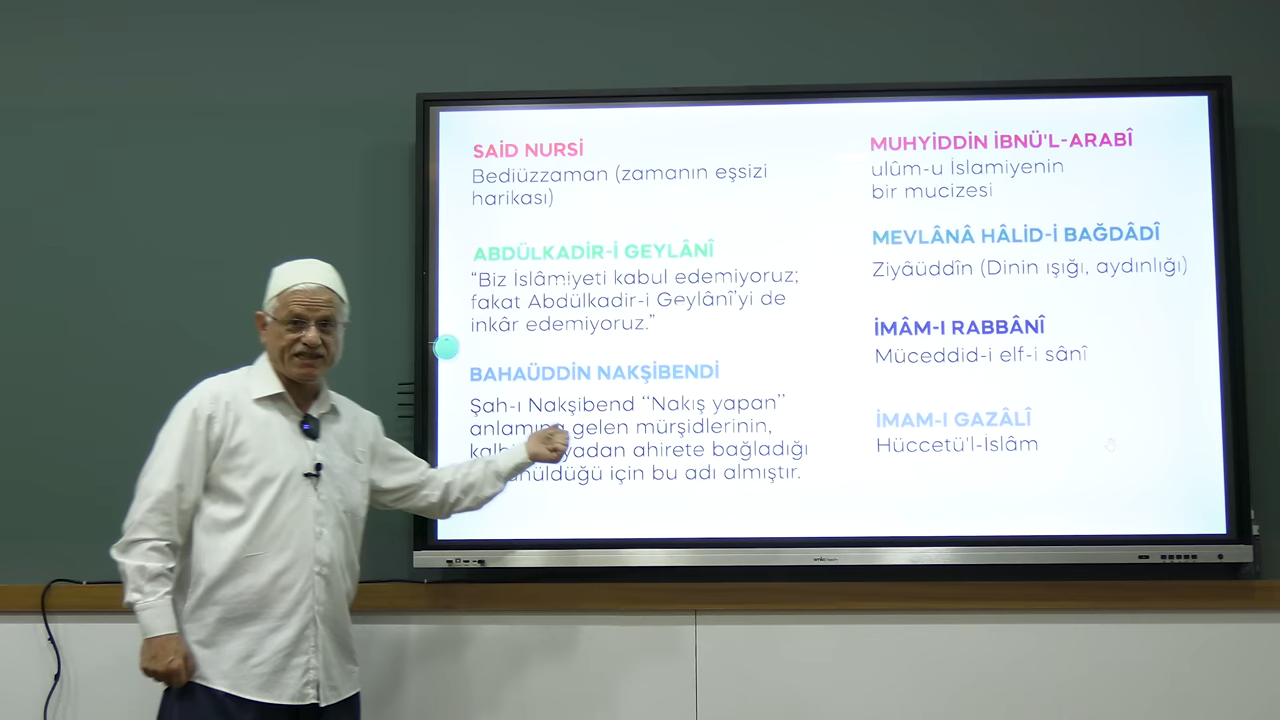 SAİD NURSİ
Bediüzzaman (zamanın eşsizi
harikası)
ABDÜLKADİR-İ GEYLÂNÎ
“Biz İslâmiyeti kabul edemiyoruz;
fakat Abdülkadir-i Geylânî’yi de
inkâr edemiyoruz.”
BAHAÜDDİN NAKŞİBENDİ
Şah-ı Nakşibend “Nakış yapan”
anlamına gelen mürşidlerinin,
ahirete bağladığı
için bu adı almıştır.
MUHYİDDİN İBNÜ'L-ARABÎ
ulûm-u İslamiyenin
bir mucizesi
MEVLÂNÂ HÂLİD-İ BAĞDÂDÎ
Ziyâüddîn (Dinin ışığı, aydınlığı)
İMÂM-I RABBÂNÎ
Müceddid-i elf-i sânî
İMAM-I GAZÂLÎ
Hüccetü'l-İslâm